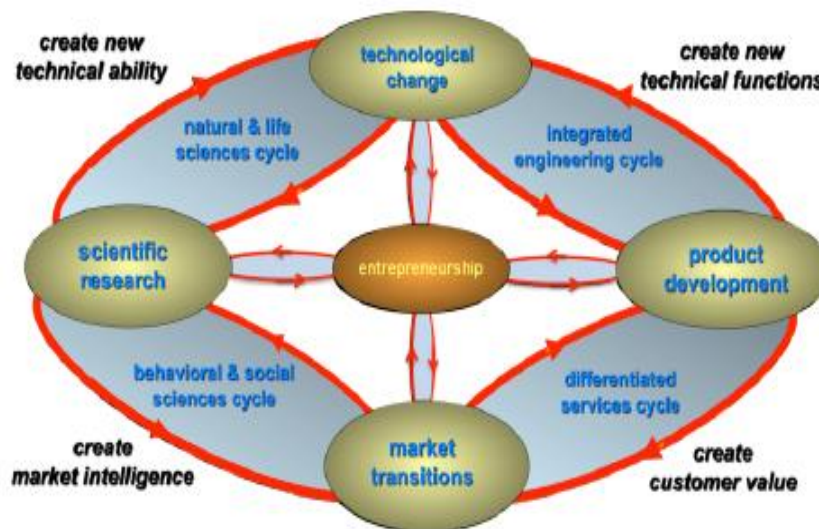 create new
technical ability
technological
change
create new
technical functions
natural & life
sciences cycle
integrated
engineering cycle
scientific
research
entrepreneurship
product
development
behavioral & social
sciences cycle
differentiated
services cycle
create
market intelligence
market
transitions
create
customer value